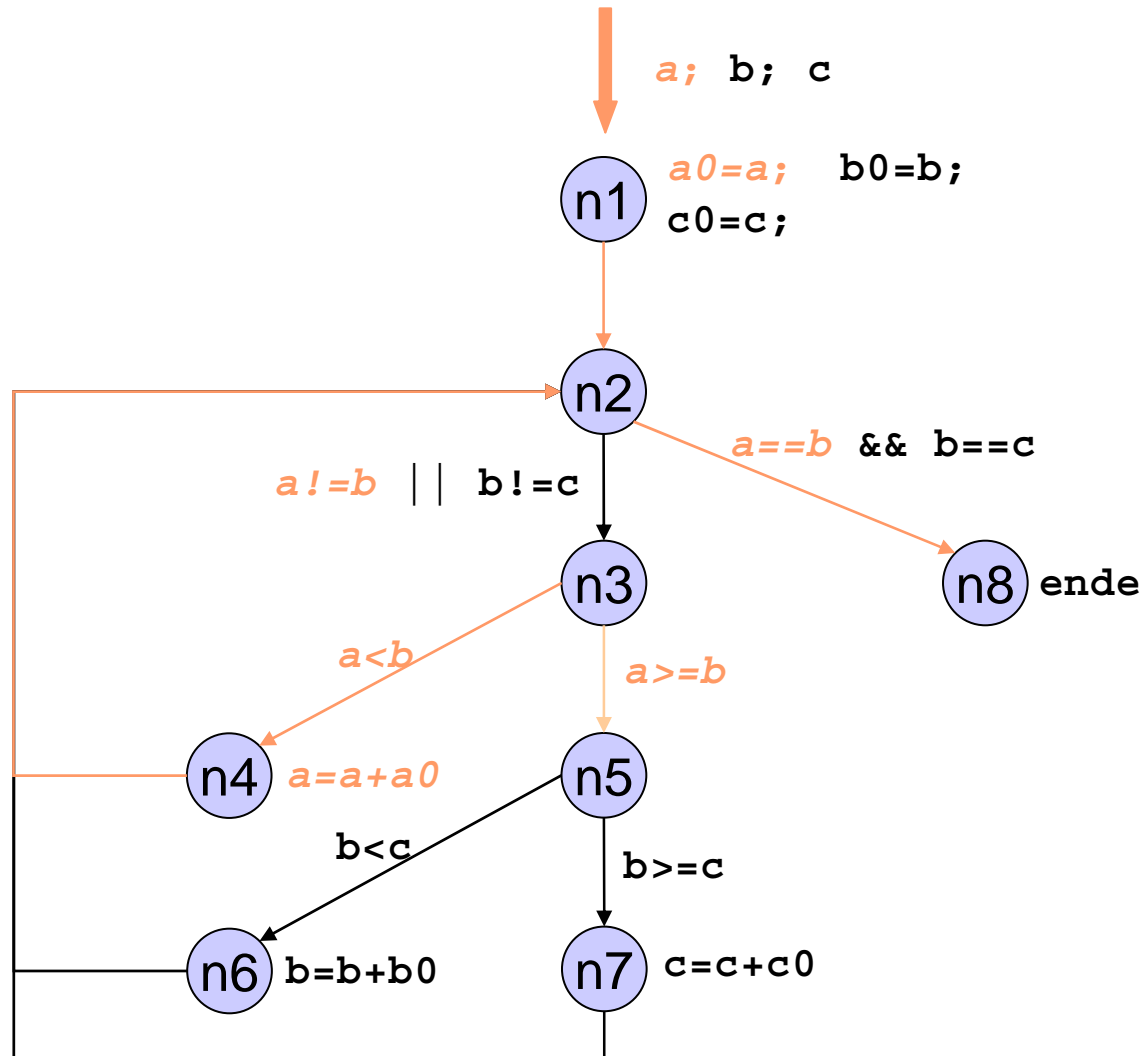 a; b; c
n1
a0=a; b0=b;
c0=c;
n2
a==b && b==c
a!=b || b!=c
n3
n8 ende
a<b
a>=b
n4 a=a+a0
n5
b<c
b>=c
n6 b=b+b0
n7 c=c+c0